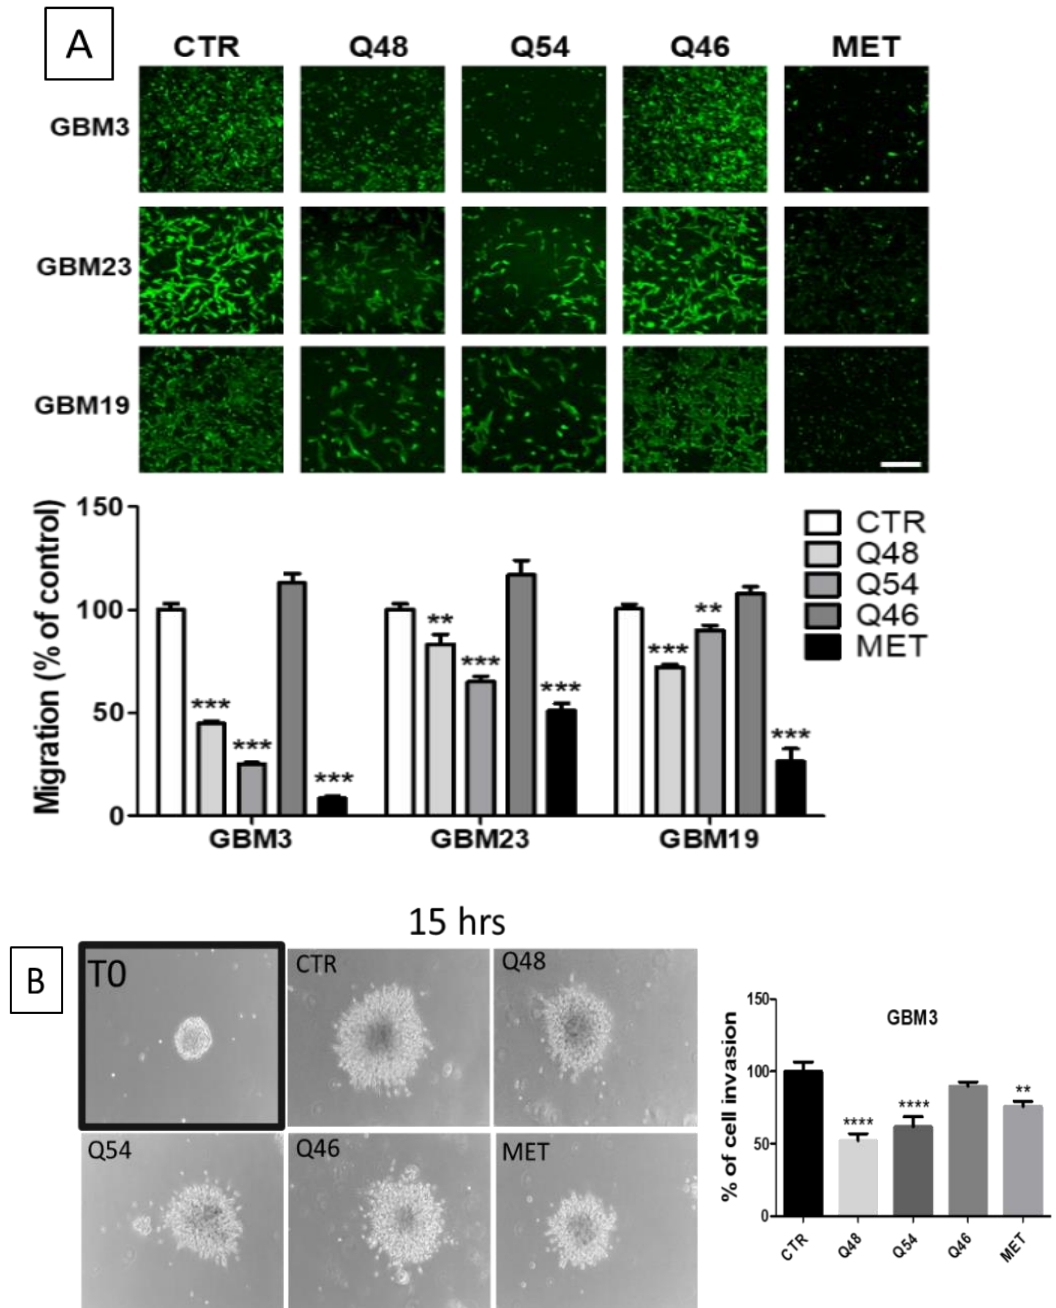 A
CTR Q48 Q54 Q46 MET
GBM3
GBM23
GBM19
Migration (% of control)
150
100
50
0
*** *** ***
** *** ***
*** ** ***
GBM3 GBM23 GBM19
CTR
Q48
Q54
Q46
MET
B
15 hrs
T0 CTR Q48
Q54 Q46 MET
GBM3
% of cell invasion
150
100
50
0
**** **** **
CTR Q48 Q54 Q46 MET